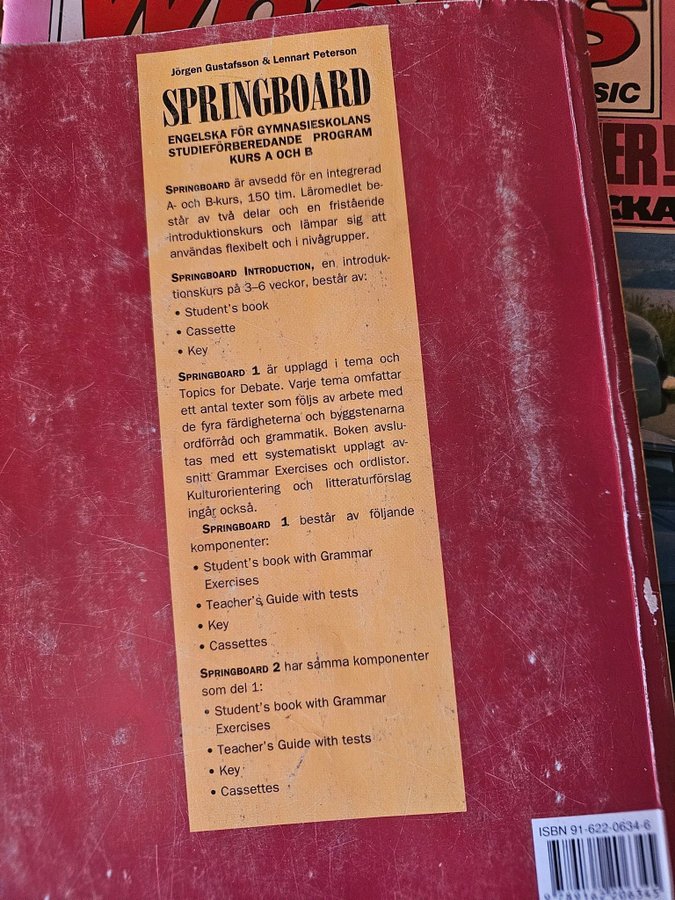 SIC
ER!
CKA
Jörgen Gustafsson & Lennart Peterson
SPRINGBOARD
ENGELSKA FÖR GYMNASIESKOLANS
STUDIEFÖRBEREDANDE PROGRAM
KURS A OCH B
SPRINGBOARD är avsedd för en integrerad
A- och B-kurs, 150 tim. Läromedlet be-
står av två delar och en fristående
introduktionskurs och lämpar sig att
användas flexibelt och i nivågrupper.
SPRINGBOARD INTRODUCTION, en introduk-
tionskurs på 3–6 veckor, består av:
• Student's book
• Cassette
• Key
SPRINGBOARD 1 är upplagd i tema och
Topics for Debate. Varje tema omfattar
ett antal texter som följs av arbete med
de fyra färdigheterna och byggstenarna
ordförråd och grammatik. Boken avslu-
tas med ett systematiskt upplagt av-
snitt Grammar Exercises och ordlistor.
Kulturorientering och litteraturförslag
ingår också.
SPRINGBOARD 1 består av följande
komponenter:
• Student's book with Grammar
Exercises
• Teacher's Guide with tests
• Key
• Cassettes
SPRINGBOARD 2 har samma komponenter
som del 1:
• Student's book with Grammar
Exercises
• Teacher's Guide with tests
• Key
• Cassettes
ISBN 91-622-0634-6